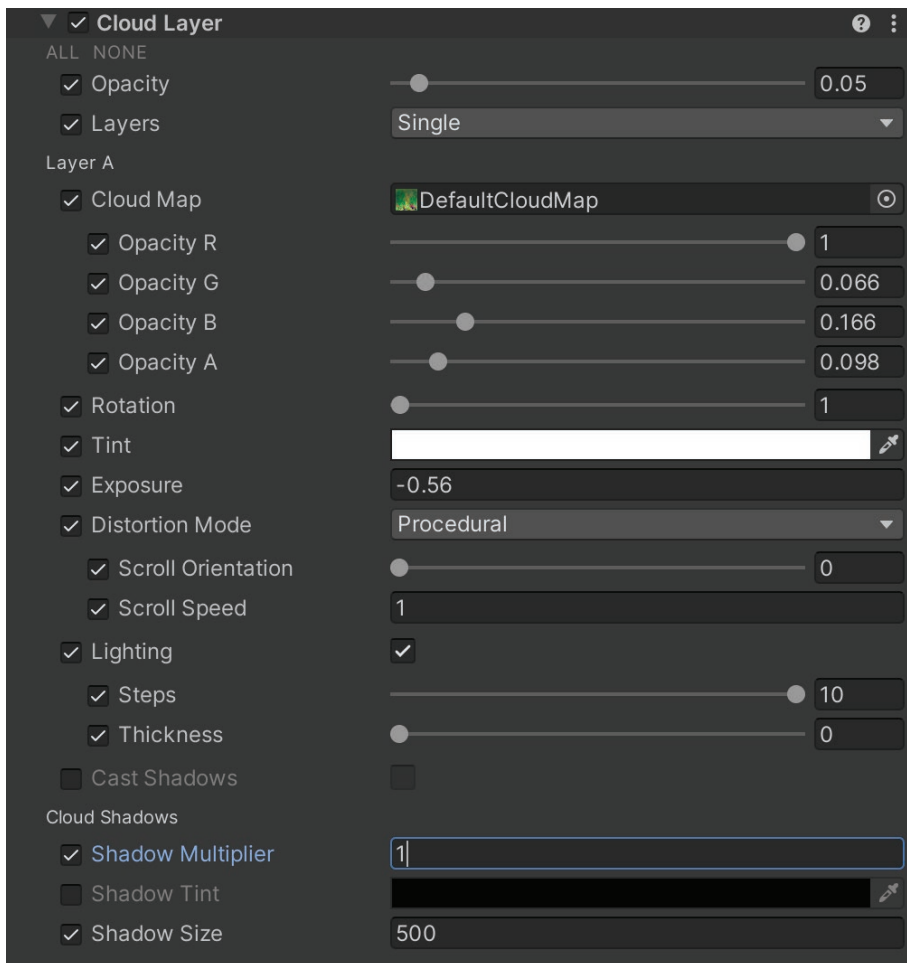 Cloud Layer
ALL NONE
Opacity 0.05
Layers Single
Layer A
Cloud Map DefaultCloudMap
Opacity R 1
Opacity G 0.066
Opacity B 0.166
Opacity A 0.098
Rotation 1
Tint
Exposure -0.56
Distortion Mode Procedural
Scroll Orientation 0
Scroll Speed 1
Lighting
Steps 10
Thickness 0
Cast Shadows
Cloud Shadows
Shadow Multiplier 1
Shadow Tint
Shadow Size 500